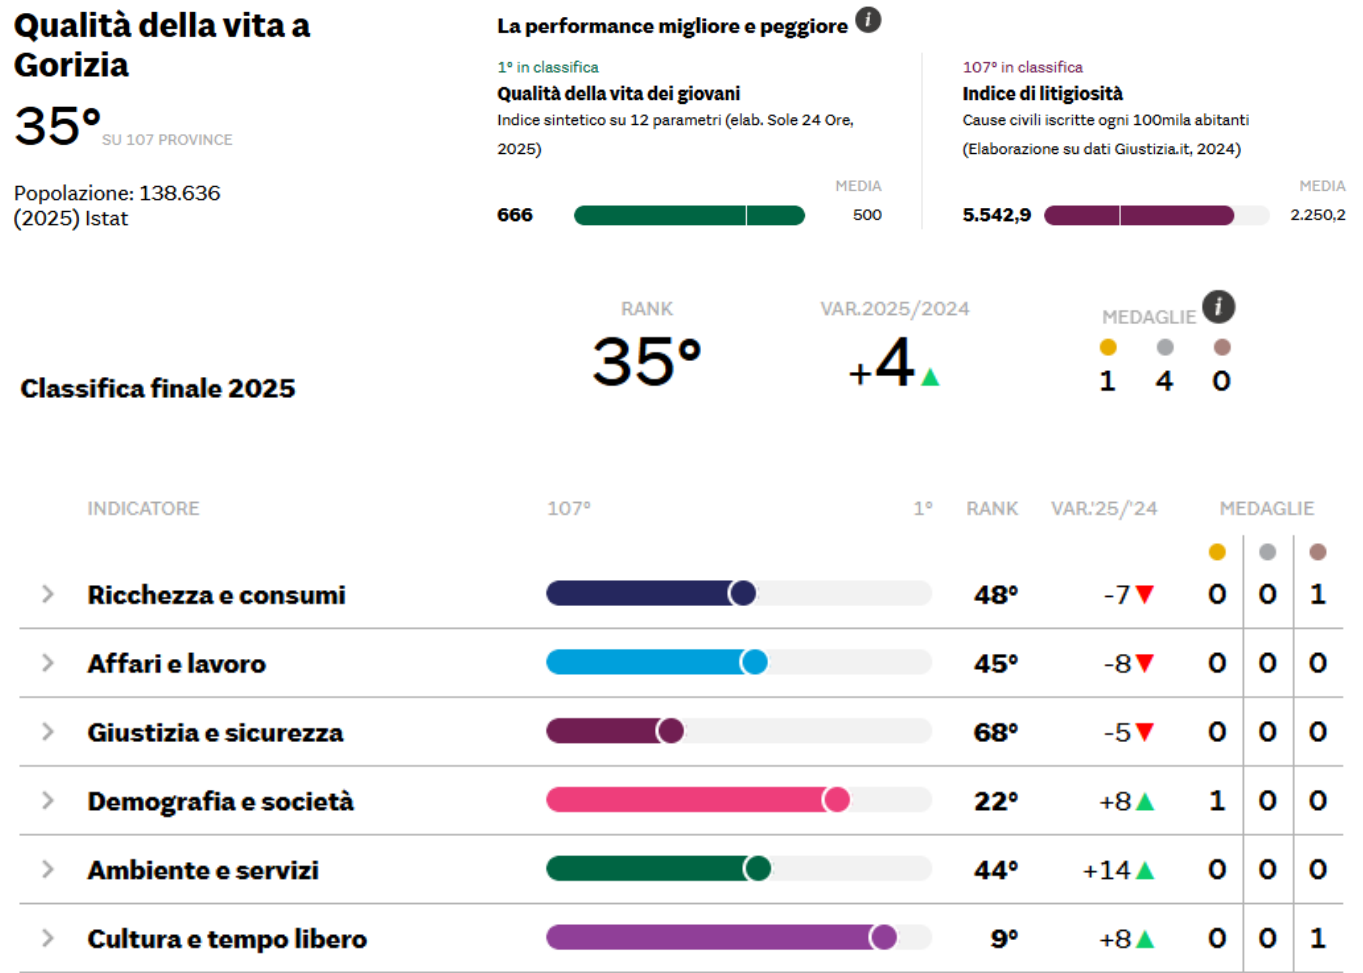 Qualità della vita a
Gorizia
35° SU 107 PROVINCE
Popolazione: 138.636
(2025) Istat
La performance migliore e peggiore i
1° in classifica
Qualità della vita dei giovani
Indice sintetico su 12 parametri (elab. Sole 24 Ore,
2025)
MEDIA
666 500
107° in classifica
Indice di litigiosità
Cause civili iscritte ogni 100mila abitanti
(Elaborazione su dati Giustizia.it, 2024)
MEDIA
5.542,9 2.250,2
RANK VAR.2025/2024 MEDAGLIE i
Classifica finale 2025 35° +4 1 4 0
INDICATORE 107° 1° RANK VAR.'25/'24 MEDAGLIE
Ricchezza e consumi 48° -7 0 0 1
Affari e lavoro 45° -8 0 0 0
Giustizia e sicurezza 68° -5 0 0 0
Demografia e società 22° +8 1 0 0
Ambiente e servizi 44° +14 0 0 0
Cultura e tempo libero 9° +8 0 0 1